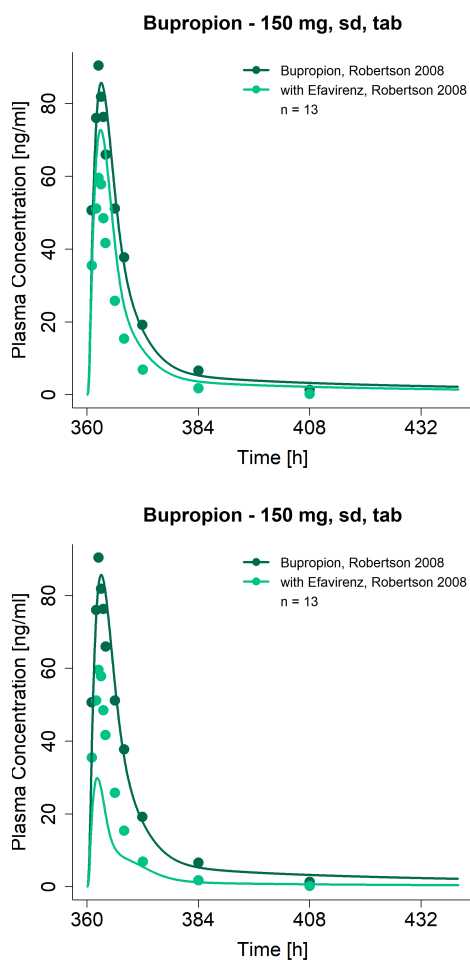 Bupropion - 150 mg, sd, tab
Bupropion, Robertson 2008
with Efavirenz, Robertson 2008
n = 13
Plasma Concentration [ng/ml]
80
60
40
20
0
360 384 408 432
Time [h]
Bupropion - 150 mg, sd, tab
Bupropion, Robertson 2008
with Efavirenz, Robertson 2008
n = 13
Plasma Concentration [ng/ml]
80
60
40
20
0
360 384 408 432
Time [h]